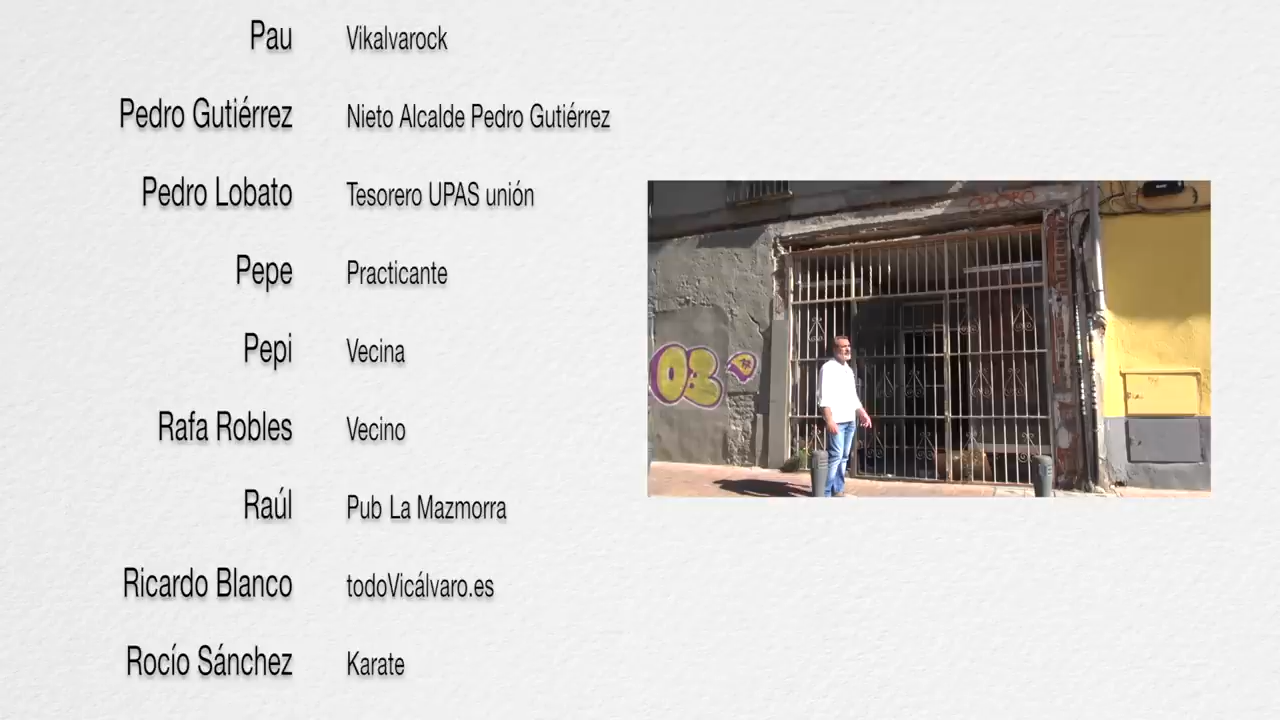 Pau Vikalvarock
Pedro Gutiérrez Nieto Alcalde Pedro Gutiérrez
Pedro Lobato Tesorero UPAS unión
Pepe Practicante
Pepi Vecina
Rafa Robles Vecino
Raúl Pub La Mazmorra
Ricardo Blanco todoVicálvaro.es
Rocío Sánchez Karate